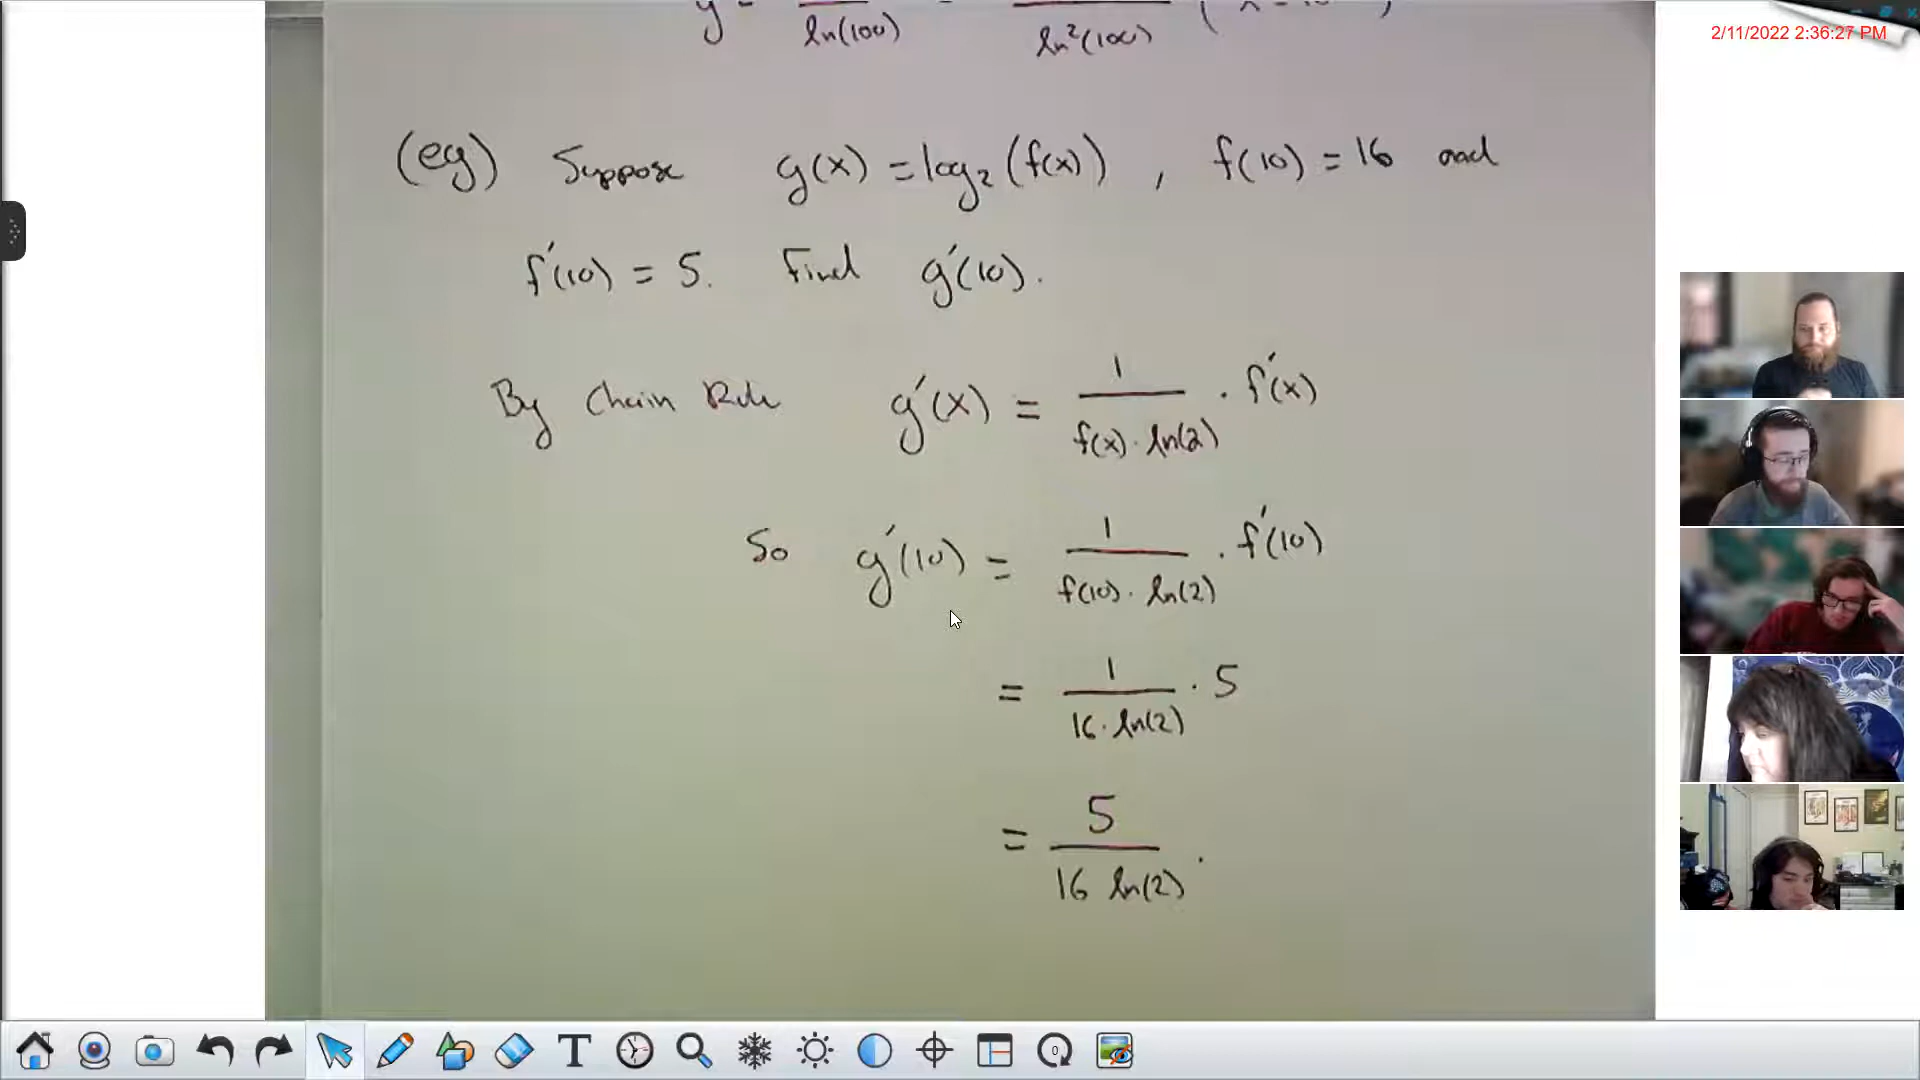 2/11/2022 2:36:27 PM
ln(100) ln²(100)
(eg) Suppose g(x) = log₂(f(x)), f(10) = 16 and
f'(10) = 5. Find g'(10).
By Chain Rule g'(x) = 1/(f(x)·ln(2)) · f'(x)
So g'(10) = 1/(f(10)·ln(2)) · f'(10)
= 1/(16·ln(2)) · 5
= 5/(16 ln(2)).
T
0